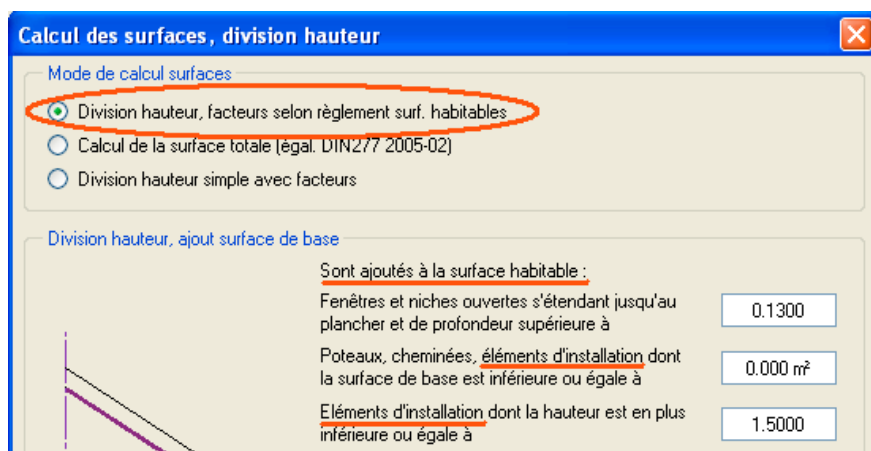 Calcul des surfaces, division hauteur
Mode de calcul surfaces
Division hauteur, facteurs selon règlement surf. habitables
Calcul de la surface totale (égal. DIN277 2005-02)
Division hauteur simple avec facteurs
Division hauteur, ajout surface de base
Sont ajoutés à la surface habitable :
Fenêtres et niches ouvertes s'étendant jusqu'au
plancher et de profondeur supérieure à
0.1300
Poteaux, cheminées, éléments d'installation dont
la surface de base est inférieure ou égale à
0.000 m²
Eléments d'installation dont la hauteur est en plus
inférieure ou égale à
1.5000